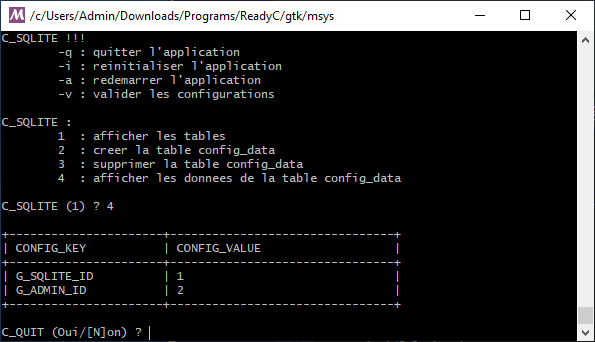 /c/Users/Admin/Downloads/Programs/ReadyC/gtk/msys
C_SQLITE !!!
-q : quitter l'application
-i : reinitialiser l'application
-a : redemarrer l'application
-v : valider les configurations
C_SQLITE :
1 : afficher les tables
2 : creer la table config_data
3 : supprimer la table config_data
4 : afficher les donnees de la table config_data
C_SQLITE (1) ? 4
+----------------------+--------------------------------+
| CONFIG_KEY | CONFIG_VALUE |
+----------------------+--------------------------------+
| G_SQLITE_ID | 1 |
| G_ADMIN_ID | 2 |
+----------------------+--------------------------------+
C_QUIT (Oui/[N]on) ?